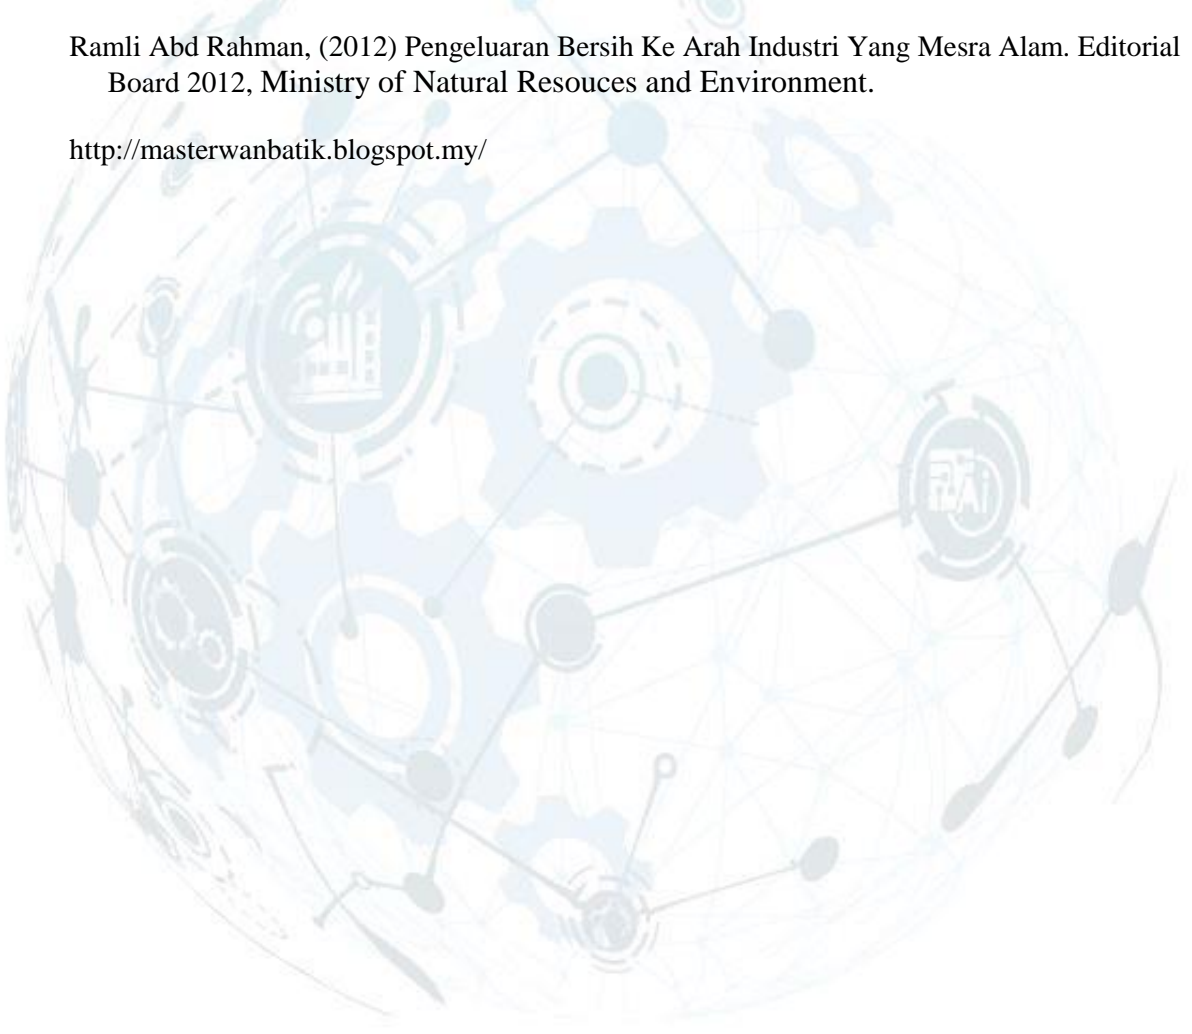 Ramli Abd Rahman, (2012) Pengeluaran Bersih Ke Arah Industri Yang Mesra Alam. Editorial
Board 2012, Ministry of Natural Resouces and Environment.
http://masterwanbatik.blogspot.my/